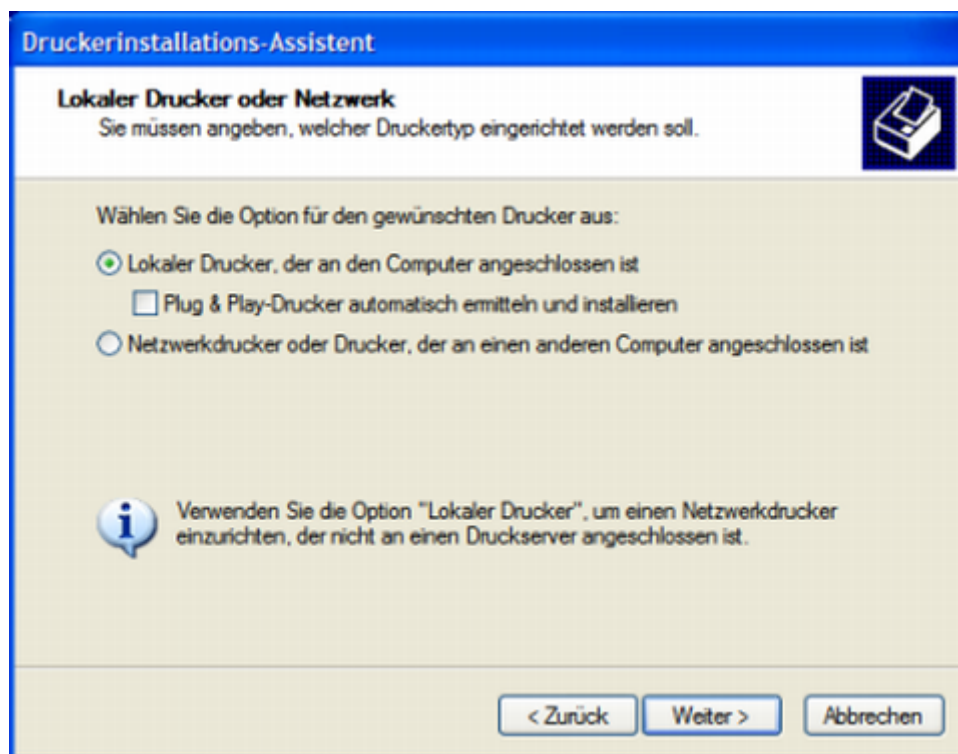 Druckerinstallations-Assistent
Lokaler Drucker oder Netzwerk
Sie müssen angeben, welcher Druckertyp eingerichtet werden soll.
Wählen Sie die Option für den gewünschten Drucker aus:
Lokaler Drucker, der an den Computer angeschlossen ist
Plug & Play-Drucker automatisch ermitteln und installieren
Netzwerkdrucker oder Drucker, der an einen anderen Computer angeschlossen ist
Verwenden Sie die Option "Lokaler Drucker", um einen Netzwerkdrucker
einzurichten, der nicht an einen Druckserver angeschlossen ist.
< Zurück Weiter > Abbrechen